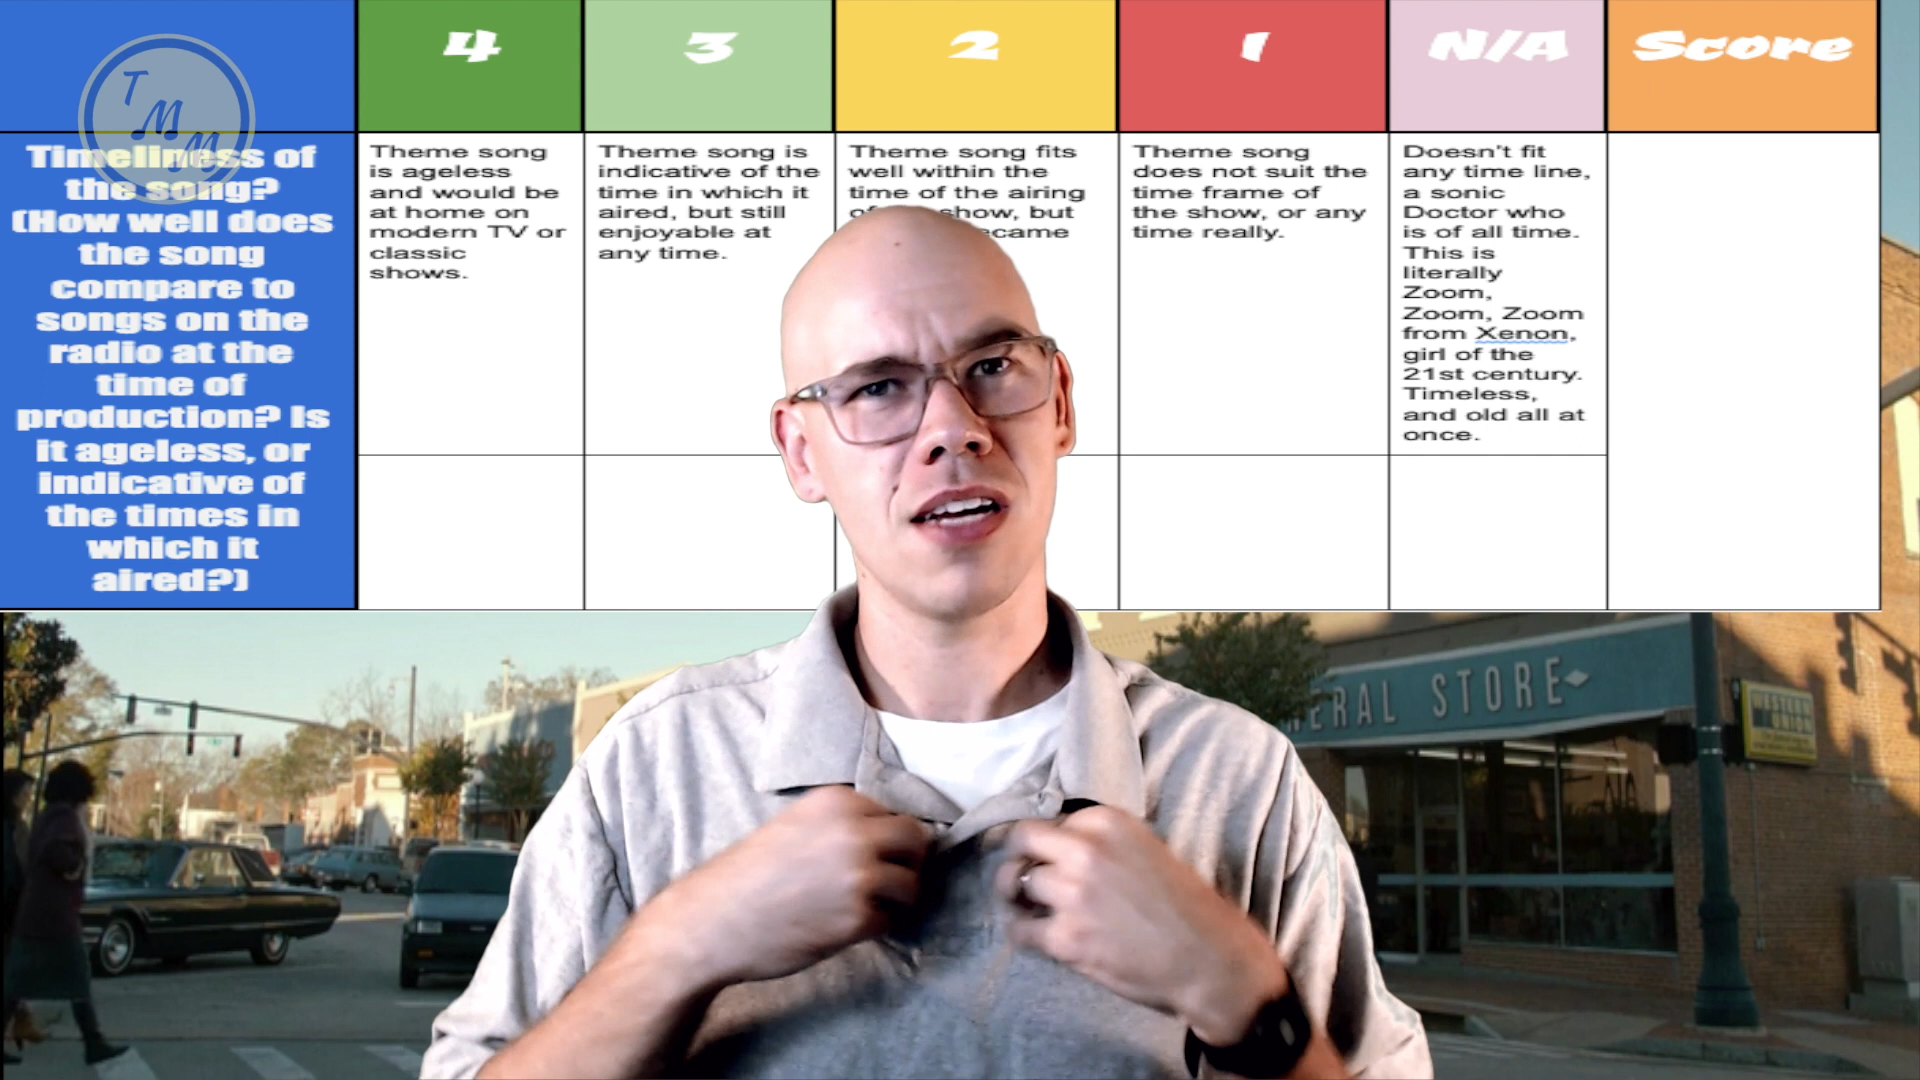 4
3
2
1
N/A
Score
T
M
M
Timeliness of
the song?
(How well does
the song
compare to
songs on the
radio at the
time of
production? Is
it ageless, or
indicative of
the times in
which it
aired?)
Theme song
is ageless
and would be
at home on
modern TV or
classic
shows.
Theme song is
indicative of the
time in which it
aired, but still
enjoyable at
any time.
Theme song fits
well within the
time of the airing
show, but
Theme song
does not suit the
time frame of
the show, or any
time really.
Doesn't fit
any time line,
a sonic
Doctor who
is of all time.
This is
literally
Zoom,
Zoom, Zoom
from Xenon,
girl of the
21st century.
Timeless,
and old all at
once.
STORE
WESTERN
UNION